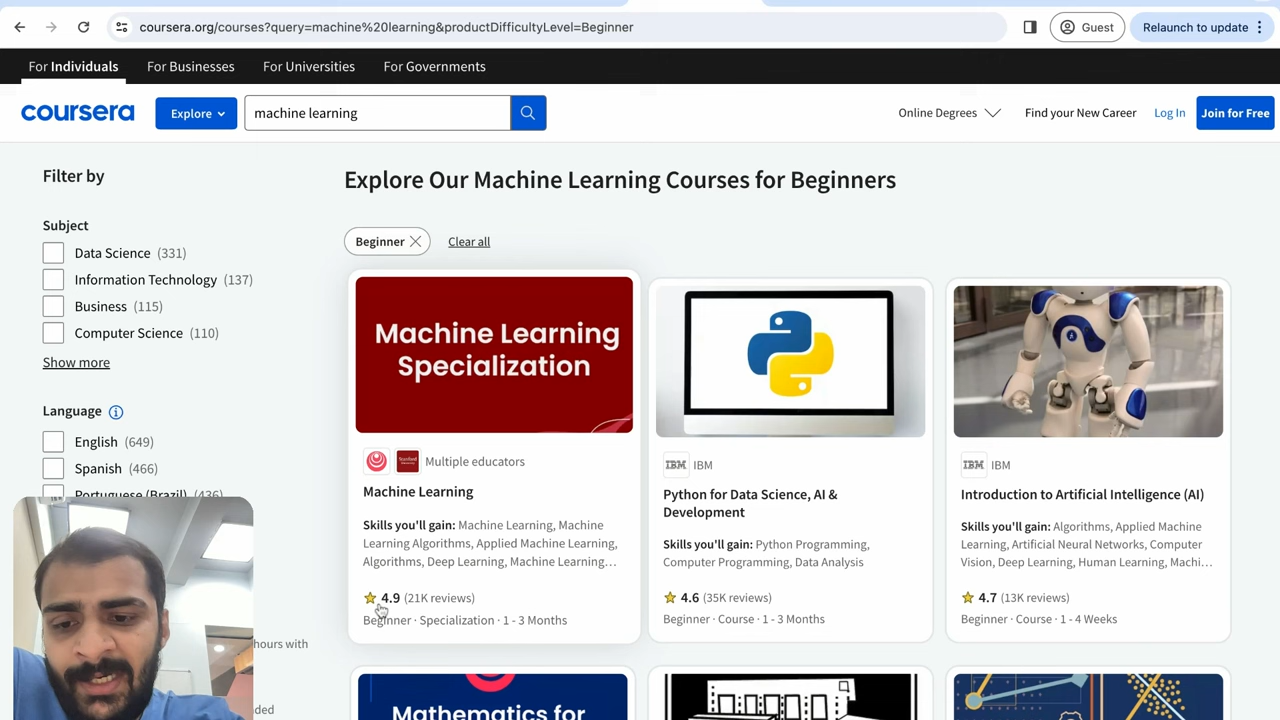 coursera.org/courses?query=machine%20learning&productDifficultyLevel=Beginner
Guest
Relaunch to update
For Individuals
For Businesses
For Universities
For Governments
coursera
Explore
machine learning
Online Degrees
Find your New Career
Log In
Join for Free
Filter by
Subject
Data Science (331)
Information Technology (137)
Business (115)
Computer Science (110)
Show more
Language
English (649)
Spanish (466)
Portuguese (Brazil) (436)
hours with
Explore Our Machine Learning Courses for Beginners
Beginner
Clear all
Machine Learning
Specialization
Multiple educators
Machine Learning
Skills you'll gain: Machine Learning, Machine
Learning Algorithms, Applied Machine Learning,
Algorithms, Deep Learning, Machine Learning…
4.9 (21K reviews)
Beginner · Specialization · 1 - 3 Months
IBM
IBM
Python for Data Science, AI &
Development
Skills you'll gain: Python Programming,
Computer Programming, Data Analysis
4.6 (35K reviews)
Beginner · Course · 1 - 3 Months
IBM
IBM
Introduction to Artificial Intelligence (AI)
Skills you'll gain: Algorithms, Applied Machine
Learning, Artificial Neural Networks, Computer
Vision, Deep Learning, Human Learning, Machi…
4.7 (13K reviews)
Beginner · Course · 1 - 4 Weeks
Mathematics for